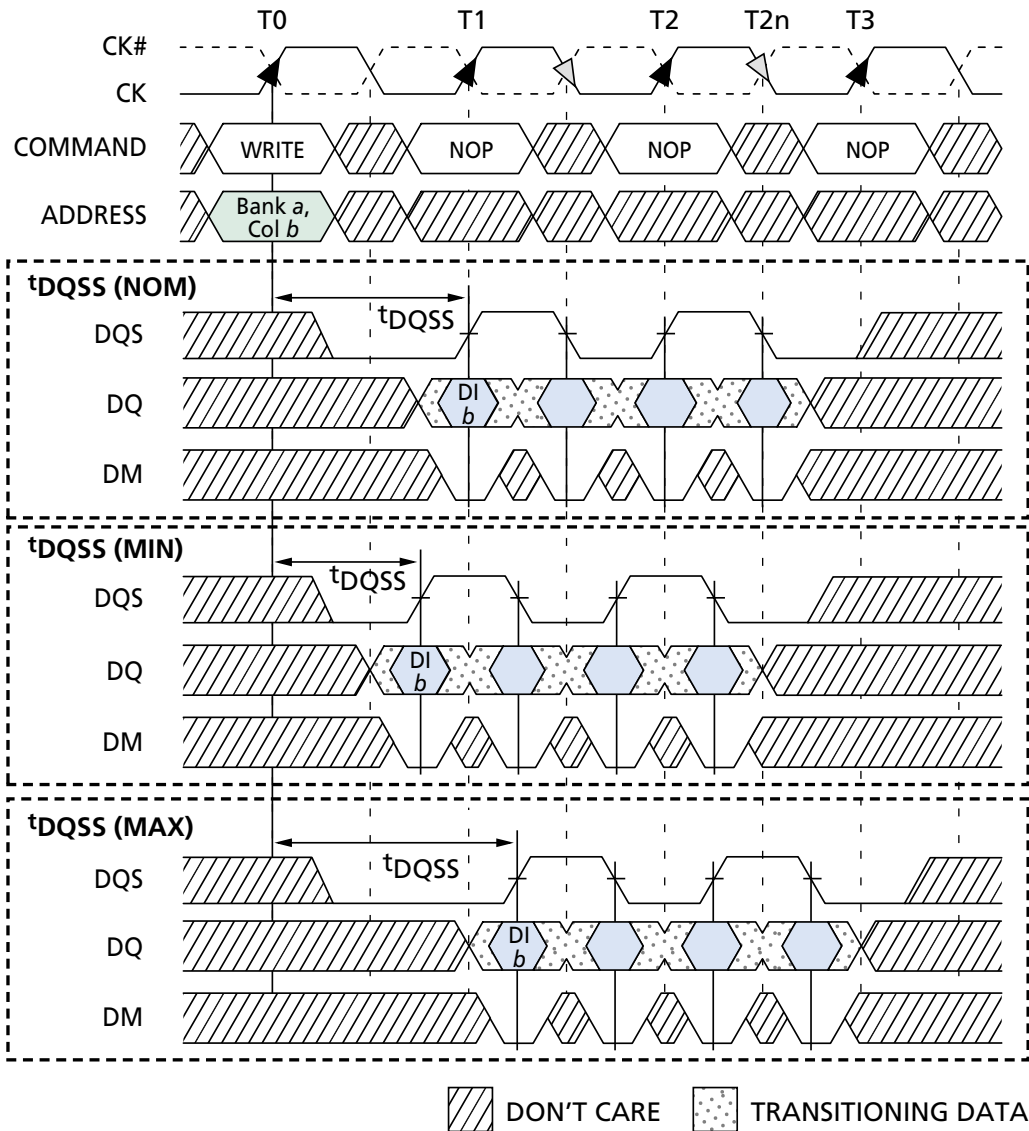 T0 T1 T2 T2n T3
CK#
CK
COMMAND WRITE NOP NOP NOP
ADDRESS Bank a,
Col b
tDQSS (NOM)
tDQSS
DQS
DQ DI
b
DM
tDQSS (MIN)
tDQSS
DQS
DQ DI
b
DM
tDQSS (MAX)
tDQSS
DQS
DQ DI
b
DM
DON'T CARE TRANSITIONING DATA